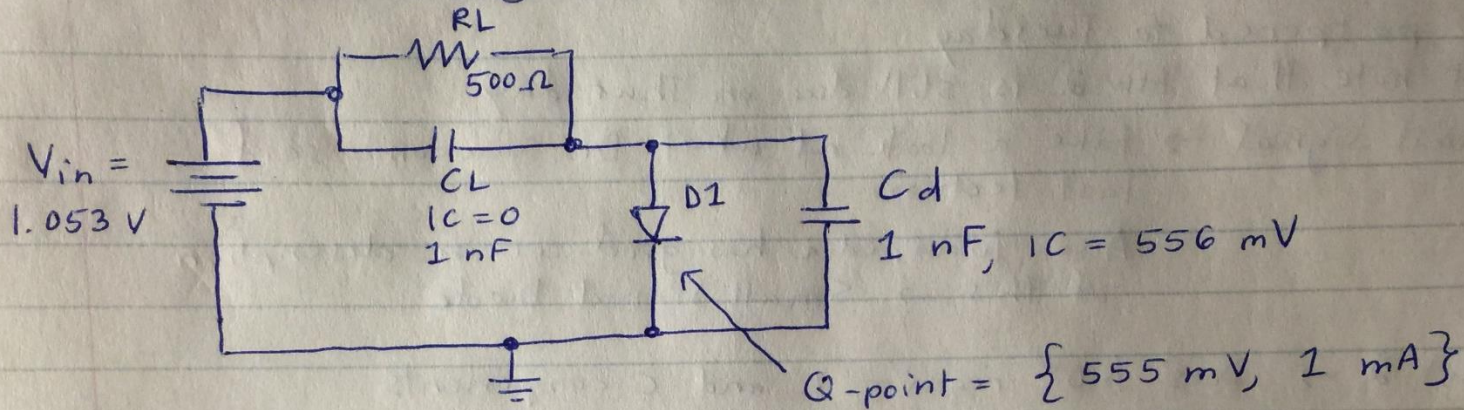 RL
500Ω
Vin =
1.053 V
CL
IC = 0
1 nF
D1
Cd
1 nF, IC = 556 mV
Q-point = { 555 mV, 1 mA}